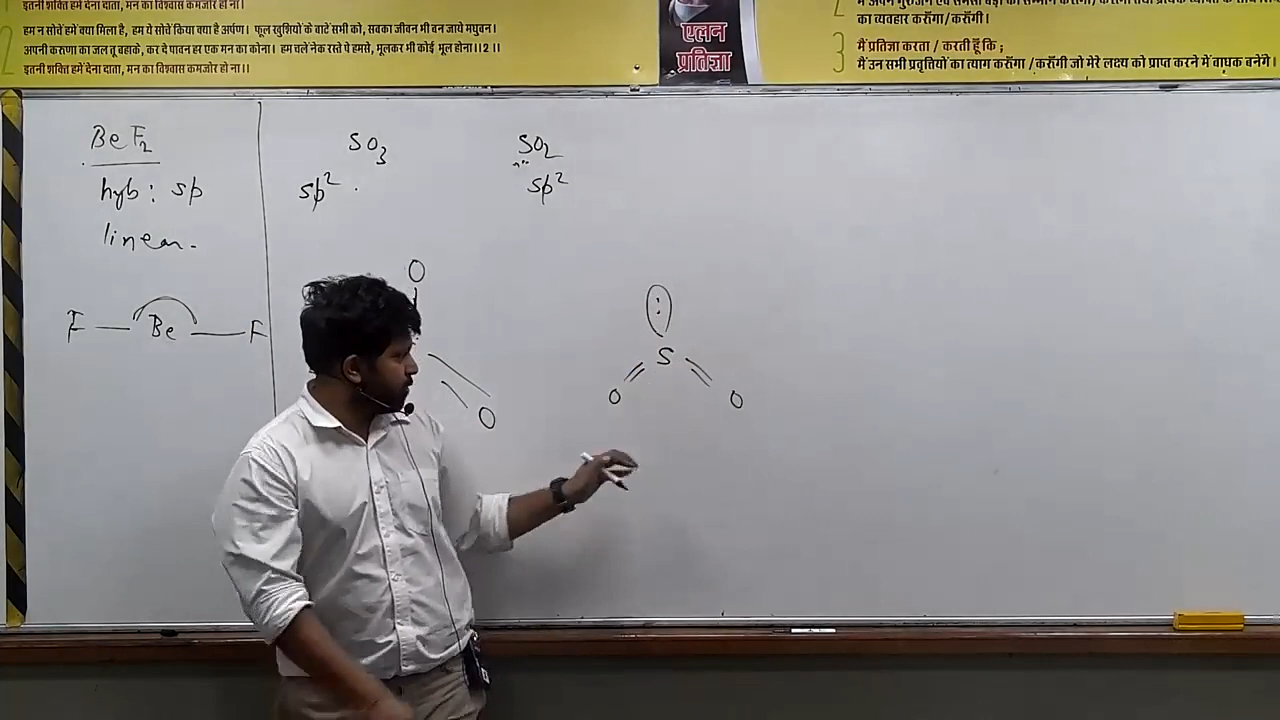 इतनी शक्ति हमें देना दाता, मन का विश्वास कमजोर हो ना।
2 हम न सोचें हमें क्या मिला है, हम ये सोचें किया क्या है अर्पण। फूल खुशियों के बाटें सभी को, सबका जीवन भी बन जाये मधुवन।
अपनी करुणा का जल तू बहाके, कर दे पावन हर एक मन का कोना। हम चलें नेक रस्ते पे हमसे, भूलकर भी कोई भूल होना।।2।।
इतनी शक्ति हमें देना दाता, मन का विश्वास कमजोर हो ना।।
एलन
प्रतिज्ञा
का व्यवहार करूँगा/करूँगी।
3 मैं प्रतिज्ञा करता / करती हूँ कि ;
मैं उन सभी प्रवृत्तियों का त्याग करूँगा /करूँगी जो मेरे लक्ष्य को प्राप्त करने में बाधक बनेंगे।
BeF2
hyb: sp
linear.
F — Be — F
SO3
sp2
O
O
SO2
sp2
:
S
O O